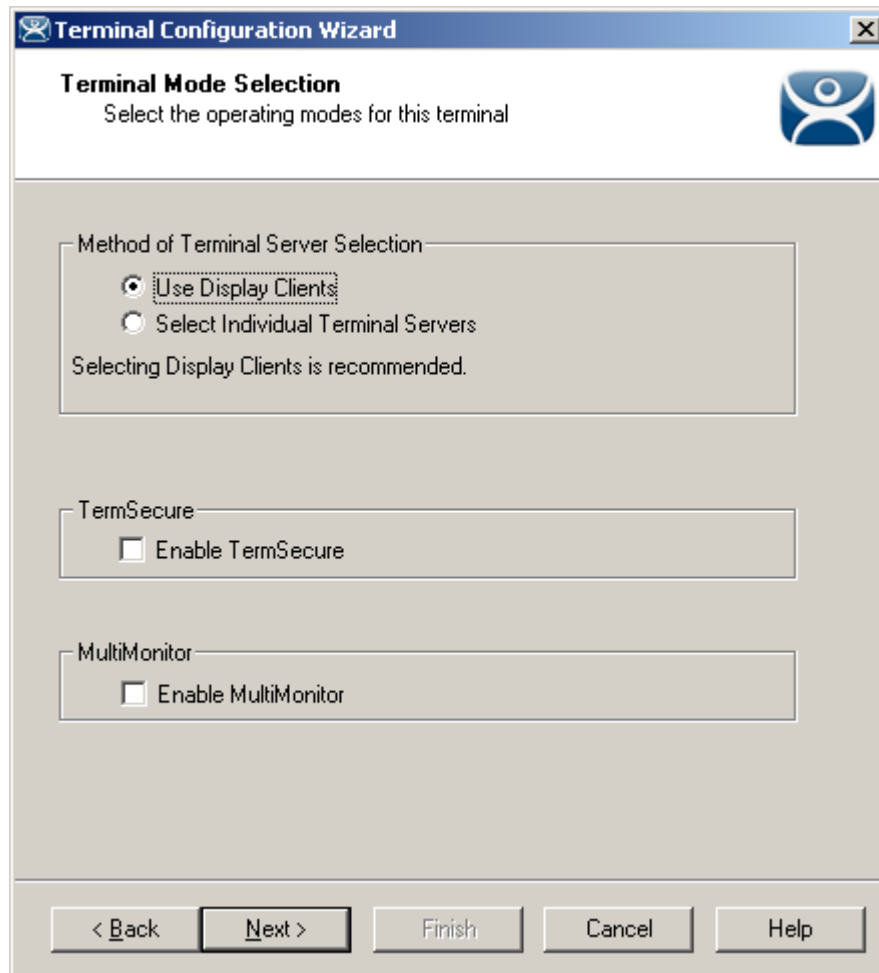 Terminal Configuration Wizard
Terminal Mode Selection
Select the operating modes for this terminal
Method of Terminal Server Selection
Use Display Clients
Select Individual Terminal Servers
Selecting Display Clients is recommended.
TermSecure
Enable TermSecure
MultiMonitor
Enable MultiMonitor
< Back Next > Finish Cancel Help